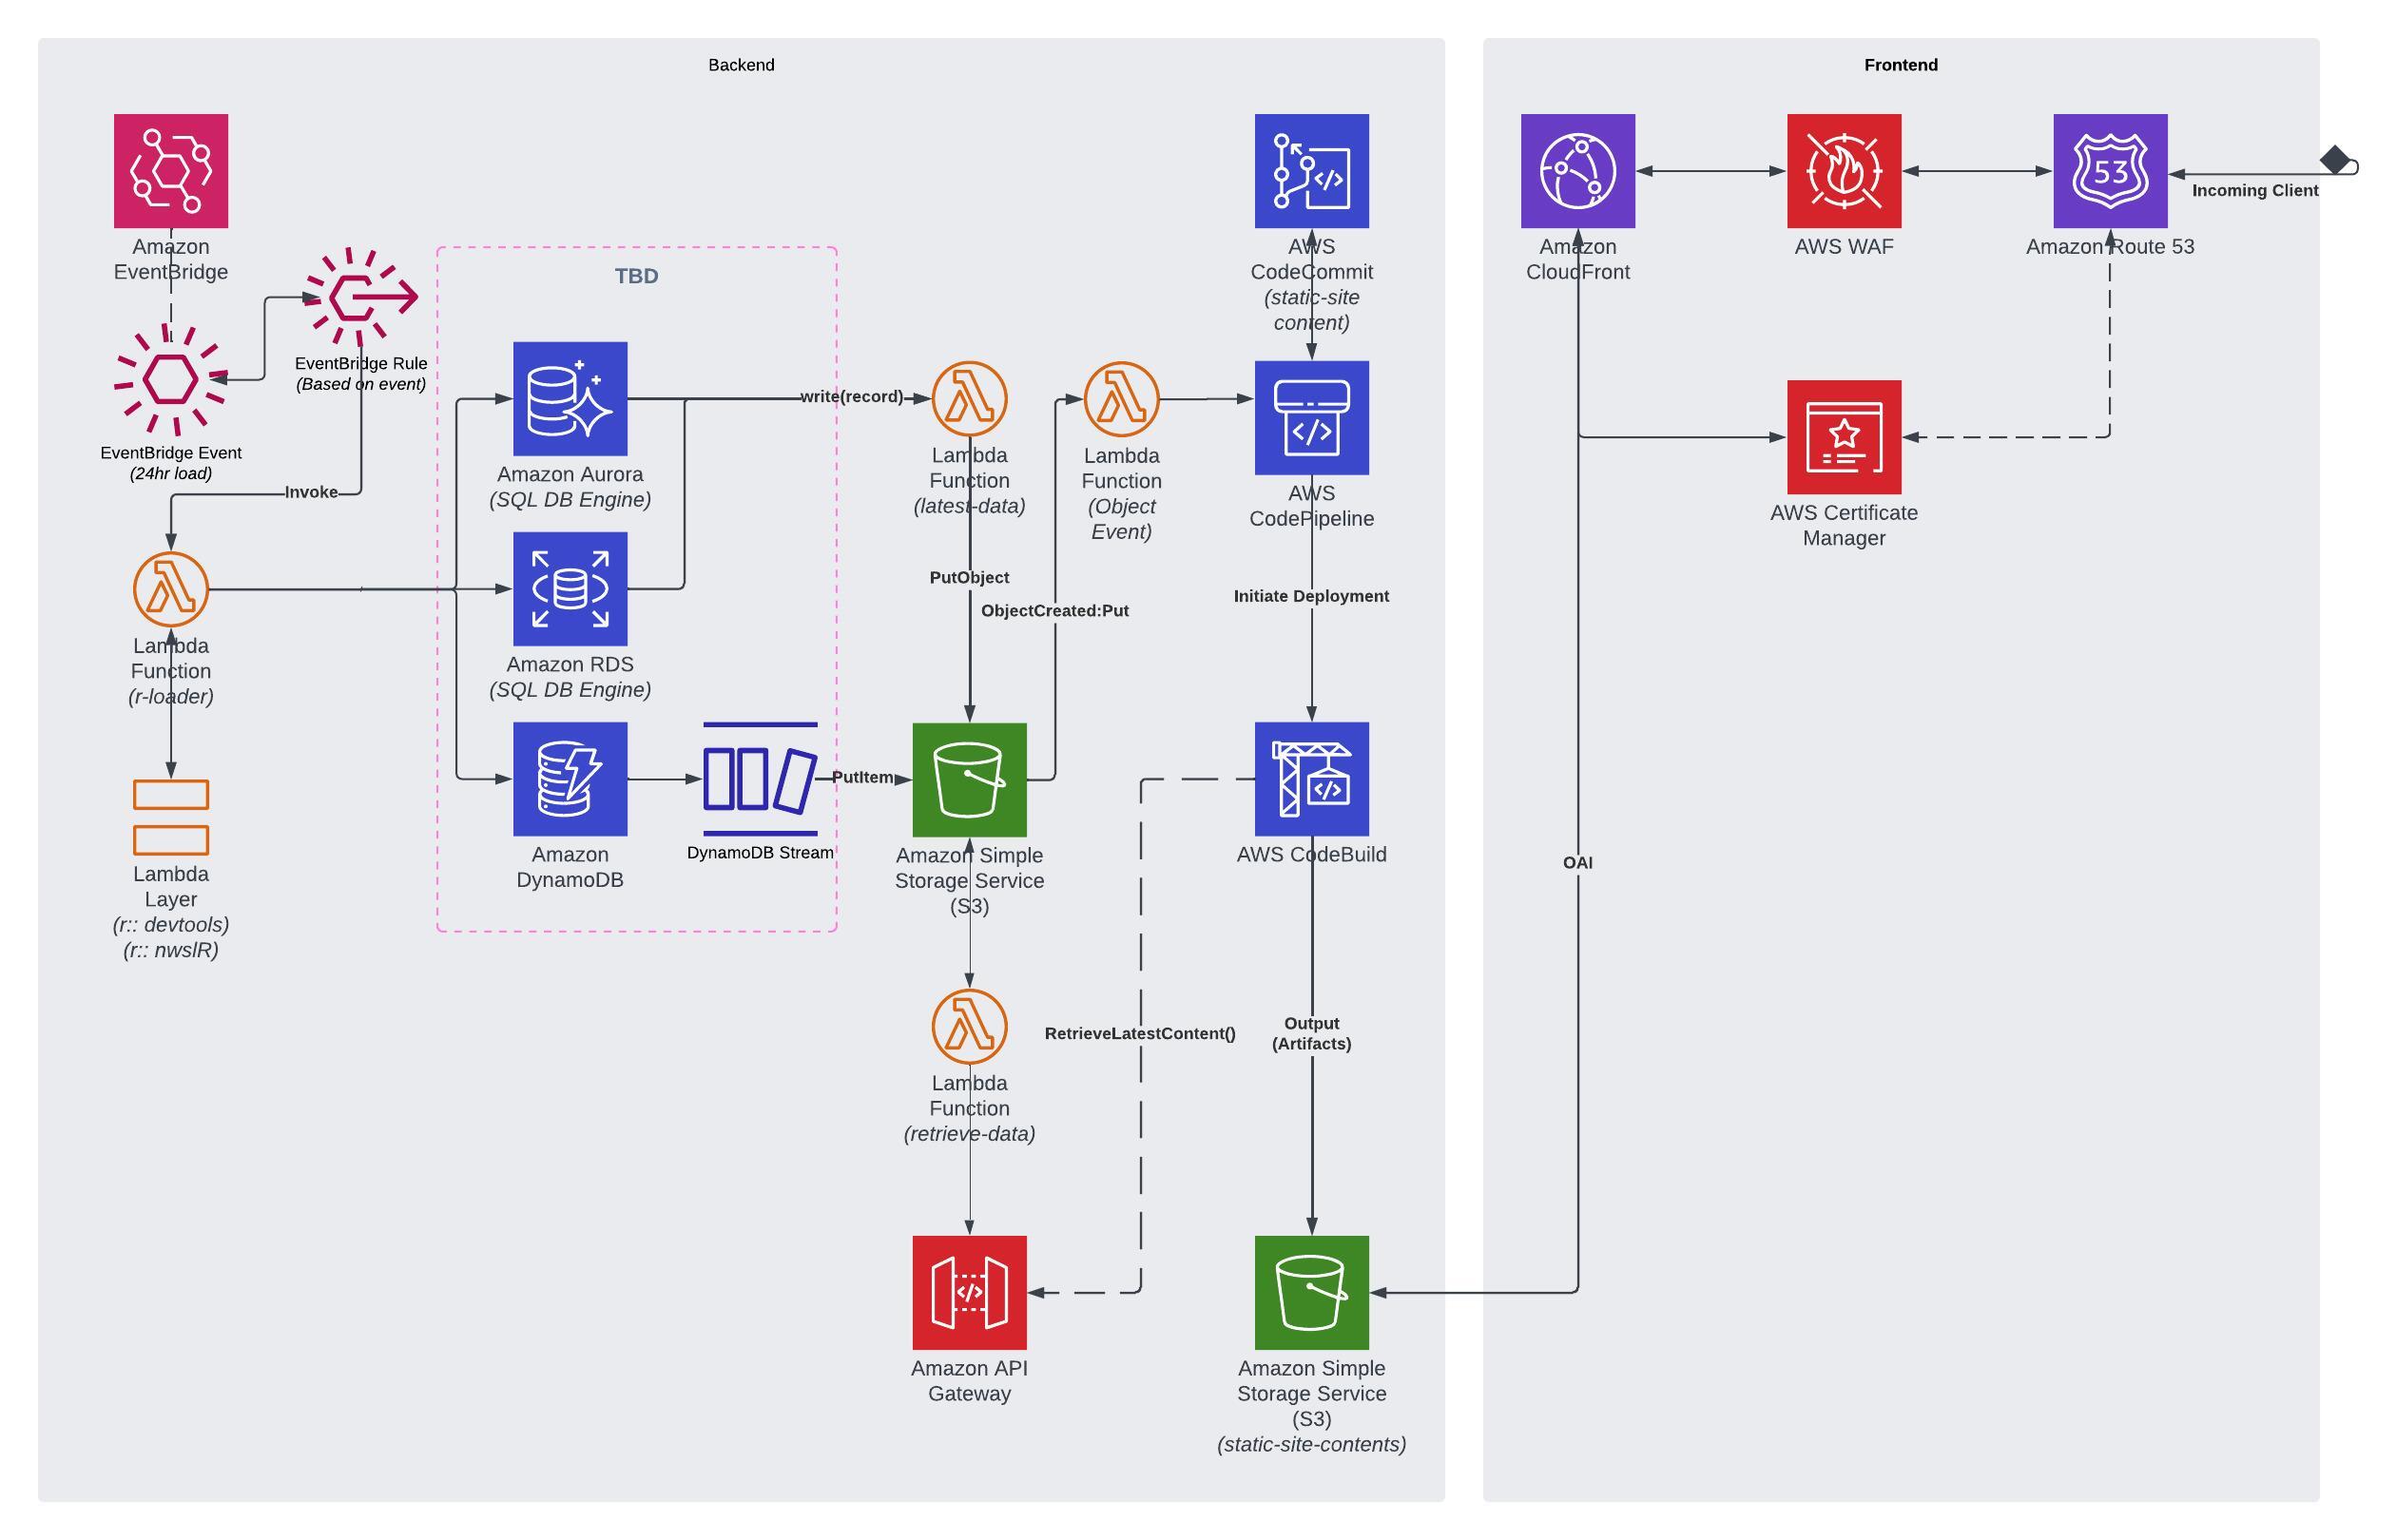 Backend
Amazon
EventBridge
EventBridge Rule
(Based on event)
EventBridge Event
(24hr load)
Invoke
Lambda
Function
(r-loader)
Lambda
Layer
(r:: devtools)
(r:: nwslR)
TBD
Amazon Aurora
(SQL DB Engine)
Amazon RDS
(SQL DB Engine)
Amazon
DynamoDB
DynamoDB Stream
write(record)
PutItem
Lambda
Function
(latest-data)
PutObject
Lambda
Function
(Object
Event)
ObjectCreated:Put
Amazon Simple
Storage Service
(S3)
Lambda
Function
(retrieve-data)
RetrieveLatestContent()
Amazon API
Gateway
AWS
CodeCommit
(static-site
content)
AWS
CodePipeline
Initiate Deployment
AWS CodeBuild
Output
(Artifacts)
Amazon Simple
Storage Service
(S3)
(static-site-contents)
Frontend
Amazon
CloudFront
AWS WAF
53
Amazon Route 53
Incoming Client
AWS Certificate
Manager
OAI